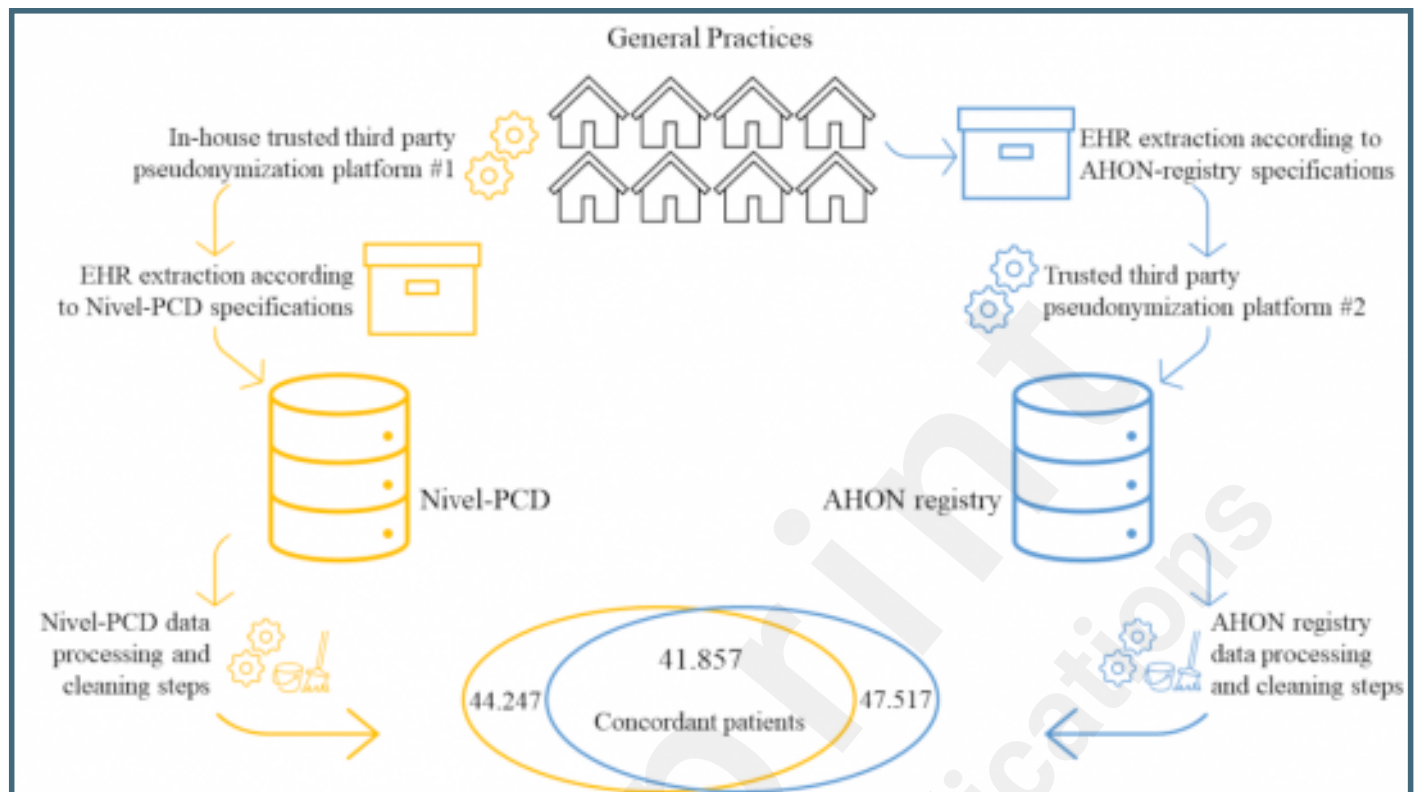 General Practices
In-house trusted third party
pseudonymization platform #1
EHR extraction according to
AHON-registry specifications
EHR extraction according
to Nivel-PCD specifications
Trusted third party
pseudonymization platform #2
Nivel-PCD
AHON registry
Nivel-PCD data
processing and
cleaning steps
AHON registry
data processing
and cleaning steps
41.857
44.247
47.517
Concordant patients